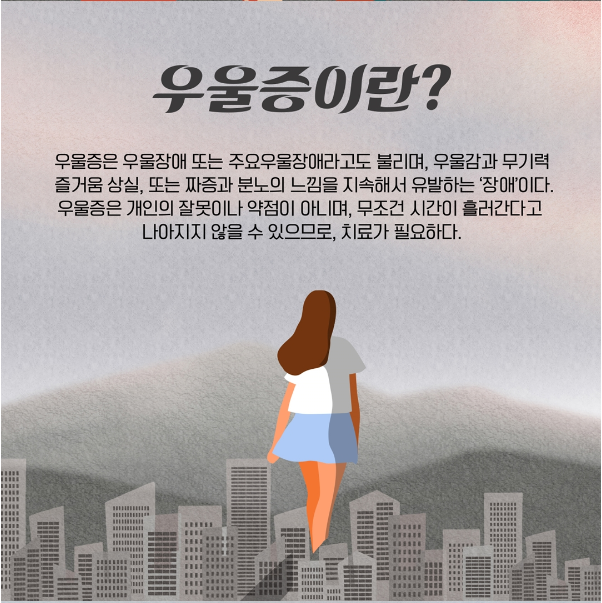 우울증이란?
우울증은 우울장애 또는 주요우울장애라고도 불리며, 우울감과 무기력
즐거움 상실, 또는 짜증과 분노의 느낌을 지속해서 유발하는 '장애'이다.
우울증은 개인의 잘못이나 약점이 아니며, 무조건 시간이 흘러간다고
나아지지 않을 수 있으므로, 치료가 필요하다.